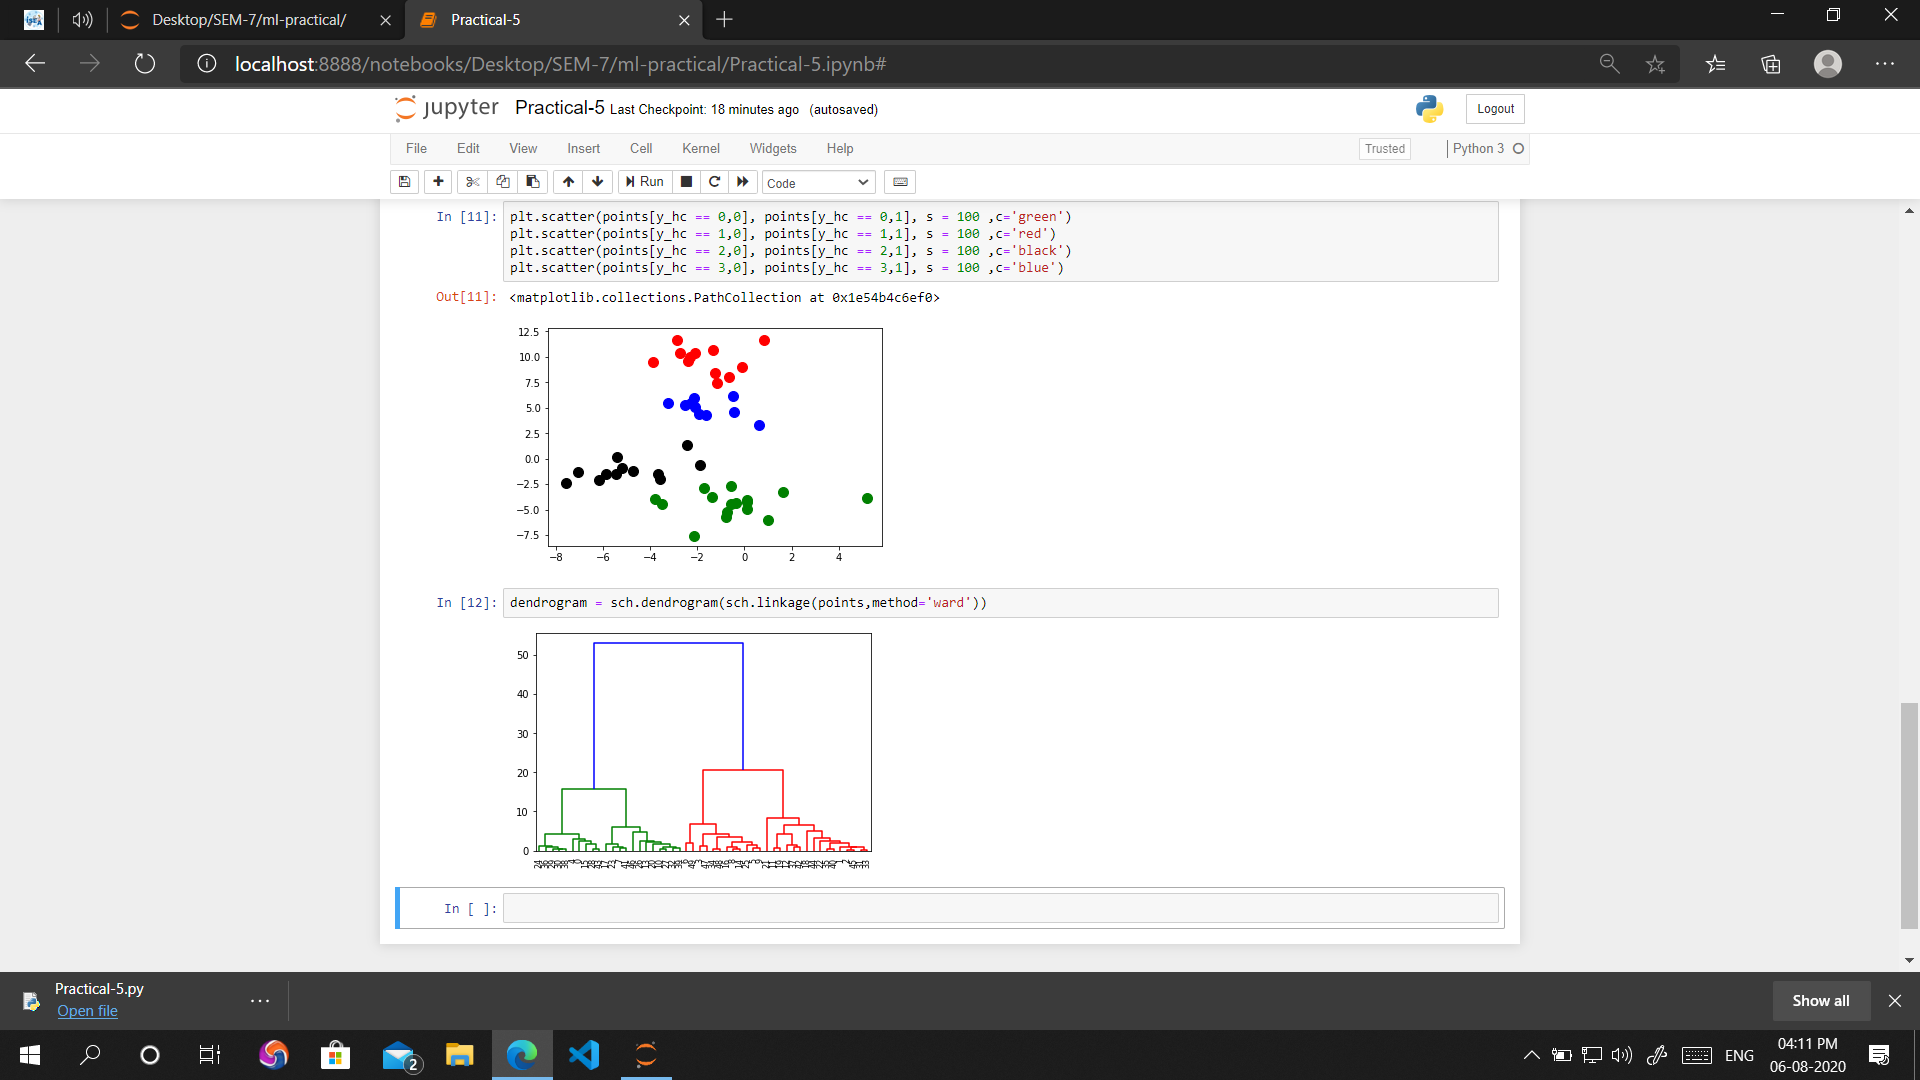 Desktop/SEM-7/ml-practical/
Practical-5
localhost:8888/notebooks/Desktop/SEM-7/ml-practical/Practical-5.ipynb#
jupyter Practical-5 Last Checkpoint: 18 minutes ago (autosaved)
Logout
File Edit View Insert Cell Kernel Widgets Help
Trusted
Python 3
Run
Code
In [11]: plt.scatter(points[y_hc == 0,0], points[y_hc == 0,1], s = 100 ,c='green')
plt.scatter(points[y_hc == 1,0], points[y_hc == 1,1], s = 100 ,c='red')
plt.scatter(points[y_hc == 2,0], points[y_hc == 2,1], s = 100 ,c='black')
plt.scatter(points[y_hc == 3,0], points[y_hc == 3,1], s = 100 ,c='blue')
Out[11]: <matplotlib.collections.PathCollection at 0x1e54b4c6ef0>
12.5
10.0
7.5
5.0
2.5
0.0
−2.5
−5.0
−7.5
−8 −6 −4 −2 0 2 4
In [12]: dendrogram = sch.dendrogram(sch.linkage(points,method='ward'))
50
40
30
20
10
0
In [ ]:
Practical-5.py
Open file
Show all
2
ENG
04:11 PM
06-08-2020